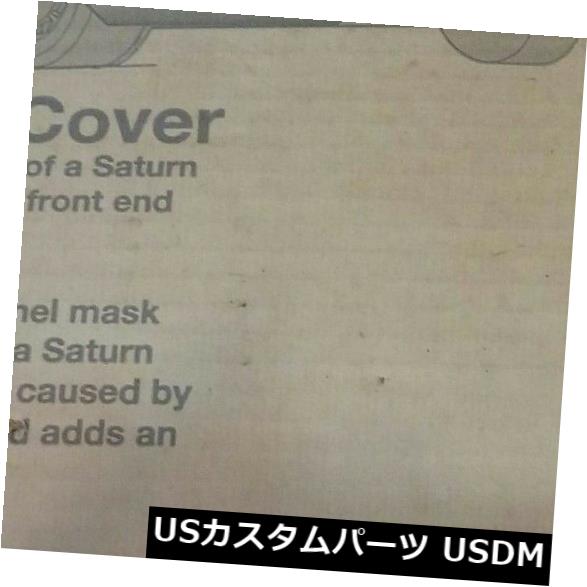 Cover
of a Saturn
front end
mask
a Saturn
caused by
adds an
USカスタムパーツ USDM